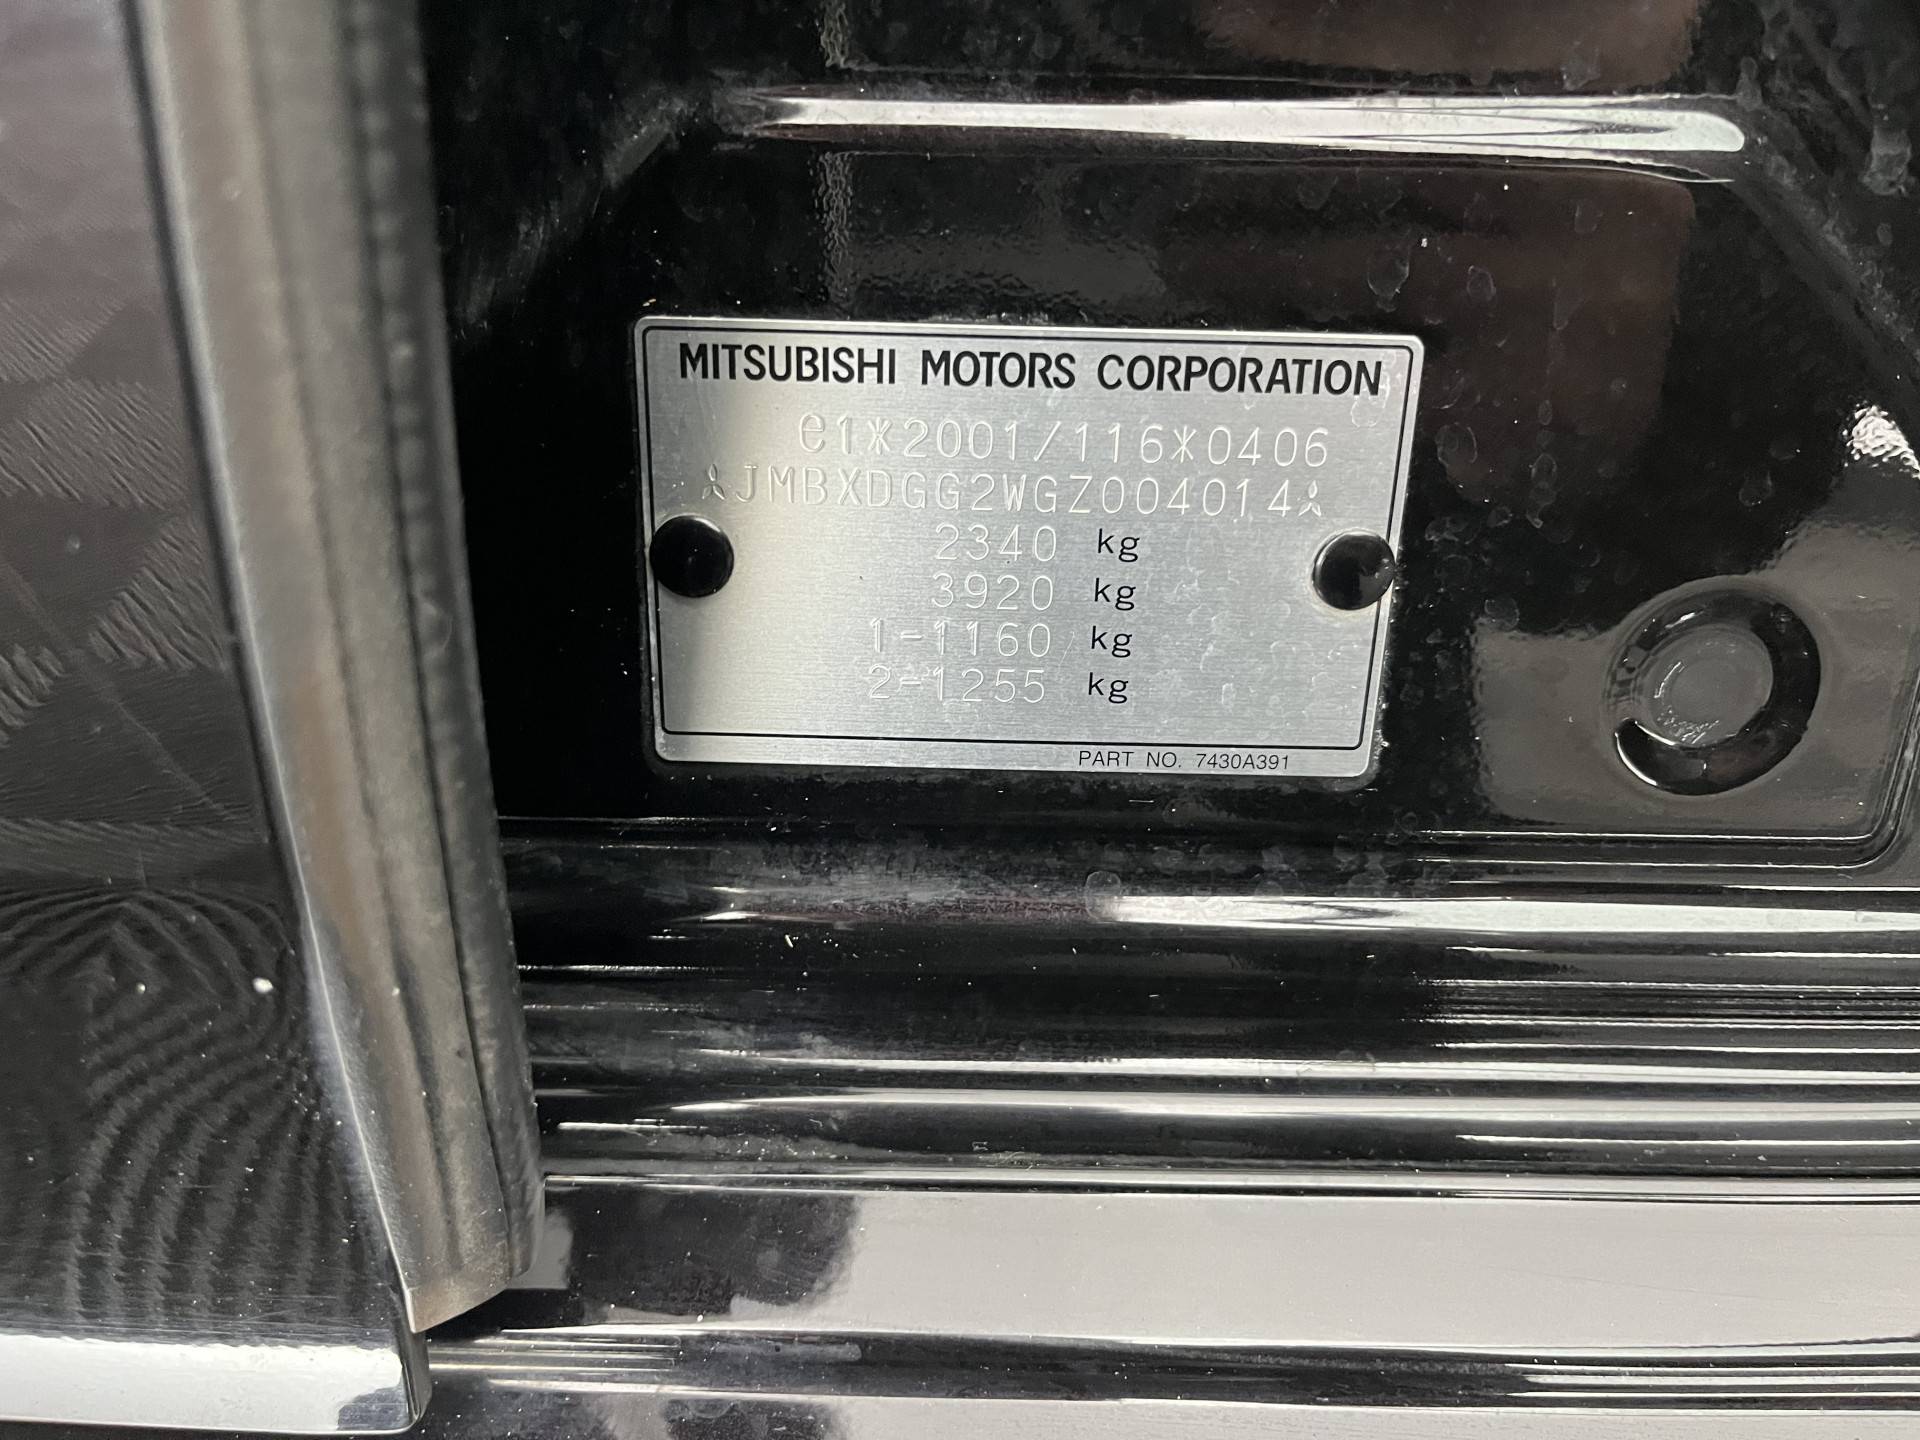 MITSUBISHI MOTORS CORPORATION
e1*2001/116*0406
JMBXDGG2WGZ004014
2340 kg
3920 kg
1-1160 kg
2-1255 kg
PART NO. 7430A391